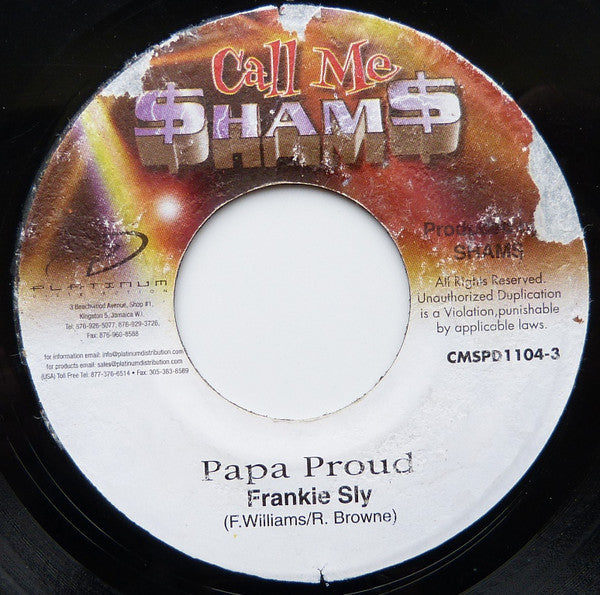 Call Me
$HAM$
Producer:
SHAMS
All Rights Reserved.
Unauthorized Duplication
is a Violation,punishable
by applicable laws.
CMSPD1104-3
PLATINUM
DISTRIBUTION
3 Beechwood Avenue, Shop #1,
Kingston 5, Jamaica W.I.
Tel: 876-926-5077, 876-929-3726,
Fax: 876-960-8588
for information email: info@platinumdistribution.com
for products email: sales@platinumdistribution.com
(USA) Toll Free Tel: 877-376-6514 • Fax: 305-383-8589
Papa Proud
Frankie Sly
(F.Williams/R. Browne)